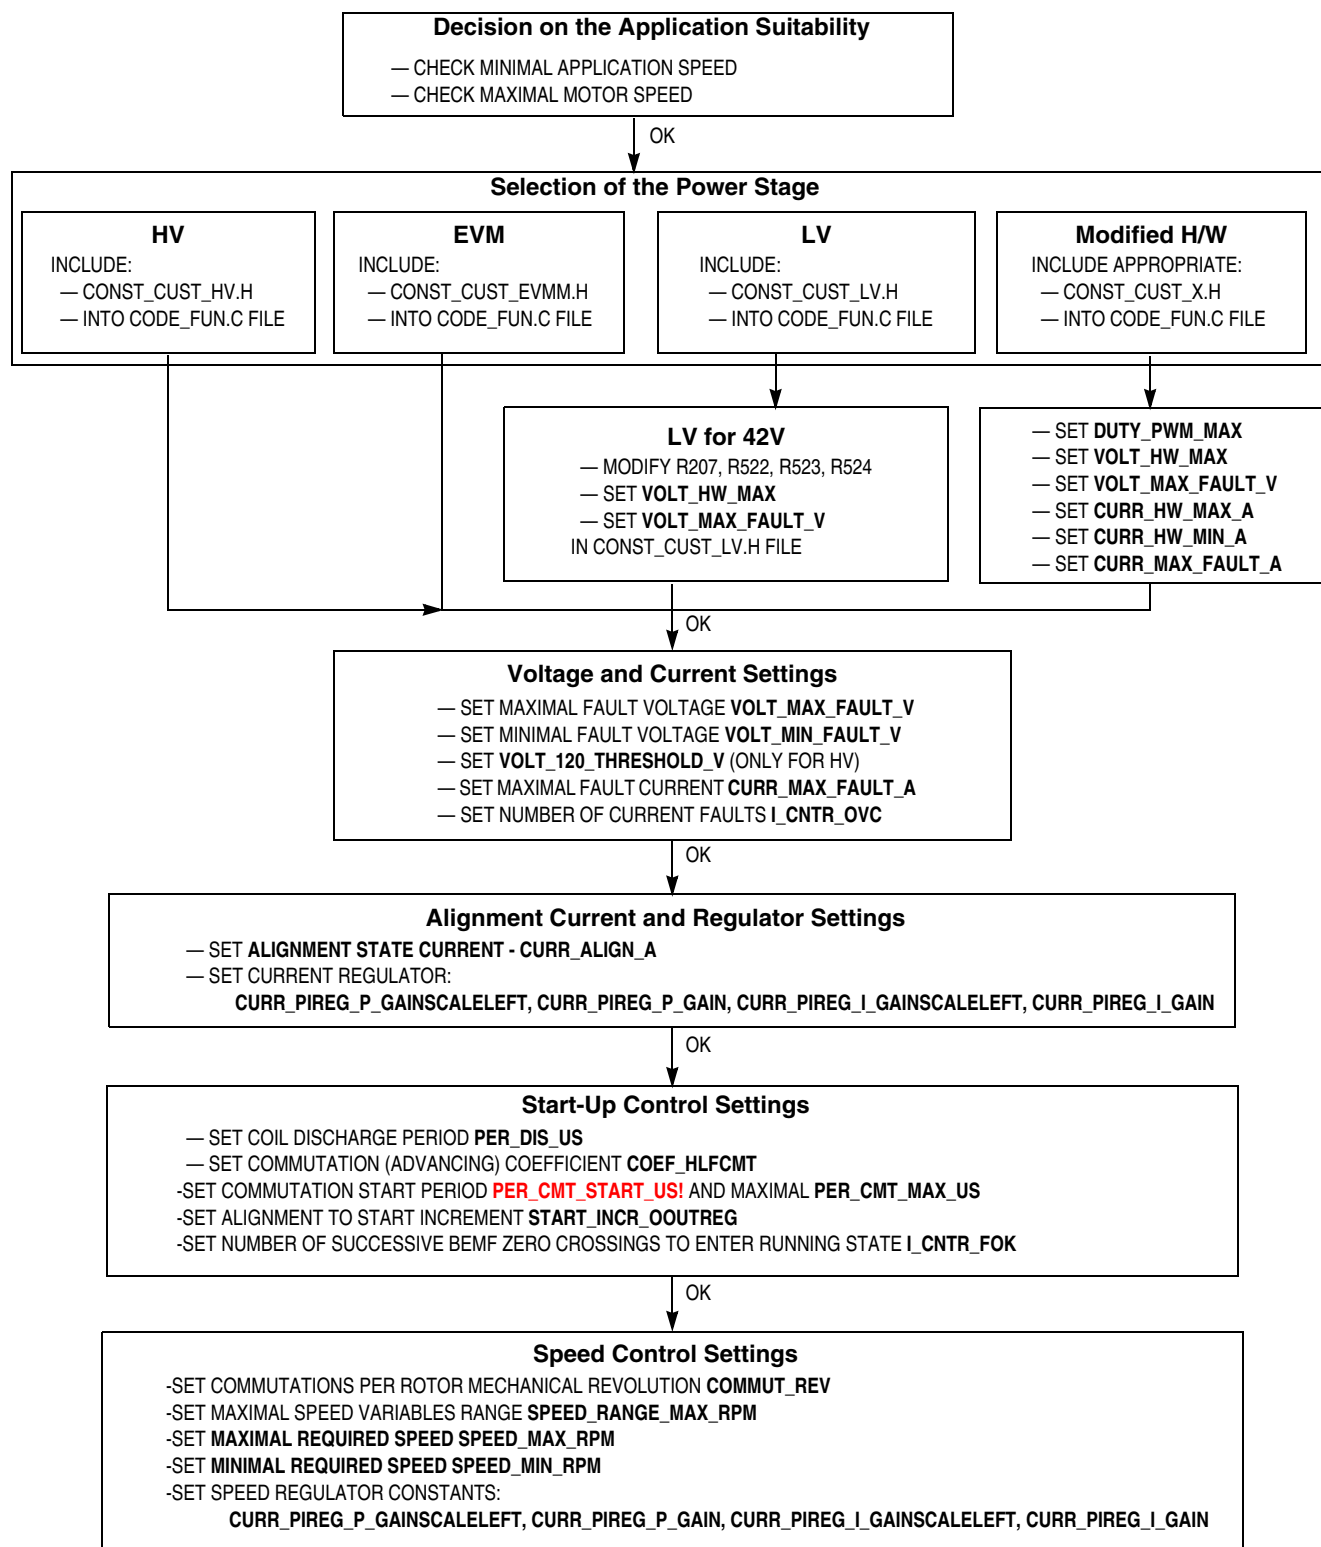 Decision on the Application Suitability
— CHECK MINIMAL APPLICATION SPEED
— CHECK MAXIMAL MOTOR SPEED
OK
Selection of the Power Stage
HV
INCLUDE:
— CONST_CUST_HV.H
— INTO CODE_FUN.C FILE
EVM
INCLUDE:
— CONST_CUST_EVMM.H
— INTO CODE_FUN.C FILE
LV
INCLUDE:
— CONST_CUST_LV.H
— INTO CODE_FUN.C FILE
Modified H/W
INCLUDE APPROPRIATE:
— CONST_CUST_X.H
— INTO CODE_FUN.C FILE
LV for 42V
— MODIFY R207, R522, R523, R524
— SET VOLT_HW_MAX
— SET VOLT_MAX_FAULT_V
IN CONST_CUST_LV.H FILE
— SET DUTY_PWM_MAX
— SET VOLT_HW_MAX
— SET VOLT_MAX_FAULT_V
— SET CURR_HW_MAX_A
— SET CURR_HW_MIN_A
— SET CURR_MAX_FAULT_A
OK
Voltage and Current Settings
— SET MAXIMAL FAULT VOLTAGE VOLT_MAX_FAULT_V
— SET MINIMAL FAULT VOLTAGE VOLT_MIN_FAULT_V
— SET VOLT_120_THRESHOLD_V (ONLY FOR HV)
— SET MAXIMAL FAULT CURRENT CURR_MAX_FAULT_A
— SET NUMBER OF CURRENT FAULTS I_CNTR_OVC
OK
Alignment Current and Regulator Settings
— SET ALIGNMENT STATE CURRENT - CURR_ALIGN_A
— SET CURRENT REGULATOR:
CURR_PIREG_P_GAINSCALELEFT, CURR_PIREG_P_GAIN, CURR_PIREG_I_GAINSCALELEFT, CURR_PIREG_I_GAIN
OK
Start-Up Control Settings
— SET COIL DISCHARGE PERIOD PER_DIS_US
— SET COMMUTATION (ADVANCING) COEFFICIENT COEF_HLFCMT
-SET COMMUTATION START PERIOD PER_CMT_START_US! AND MAXIMAL PER_CMT_MAX_US
-SET ALIGNMENT TO START INCREMENT START_INCR_OOUTREG
-SET NUMBER OF SUCCESSIVE BEMF ZERO CROSSINGS TO ENTER RUNNING STATE I_CNTR_FOK
OK
Speed Control Settings
-SET COMMUTATIONS PER ROTOR MECHANICAL REVOLUTION COMMUT_REV
-SET MAXIMAL SPEED VARIABLES RANGE SPEED_RANGE_MAX_RPM
-SET MAXIMAL REQUIRED SPEED SPEED_MAX_RPM
-SET MINIMAL REQUIRED SPEED SPEED_MIN_RPM
-SET SPEED REGULATOR CONSTANTS:
CURR_PIREG_P_GAINSCALELEFT, CURR_PIREG_P_GAIN, CURR_PIREG_I_GAINSCALELEFT, CURR_PIREG_I_GAIN